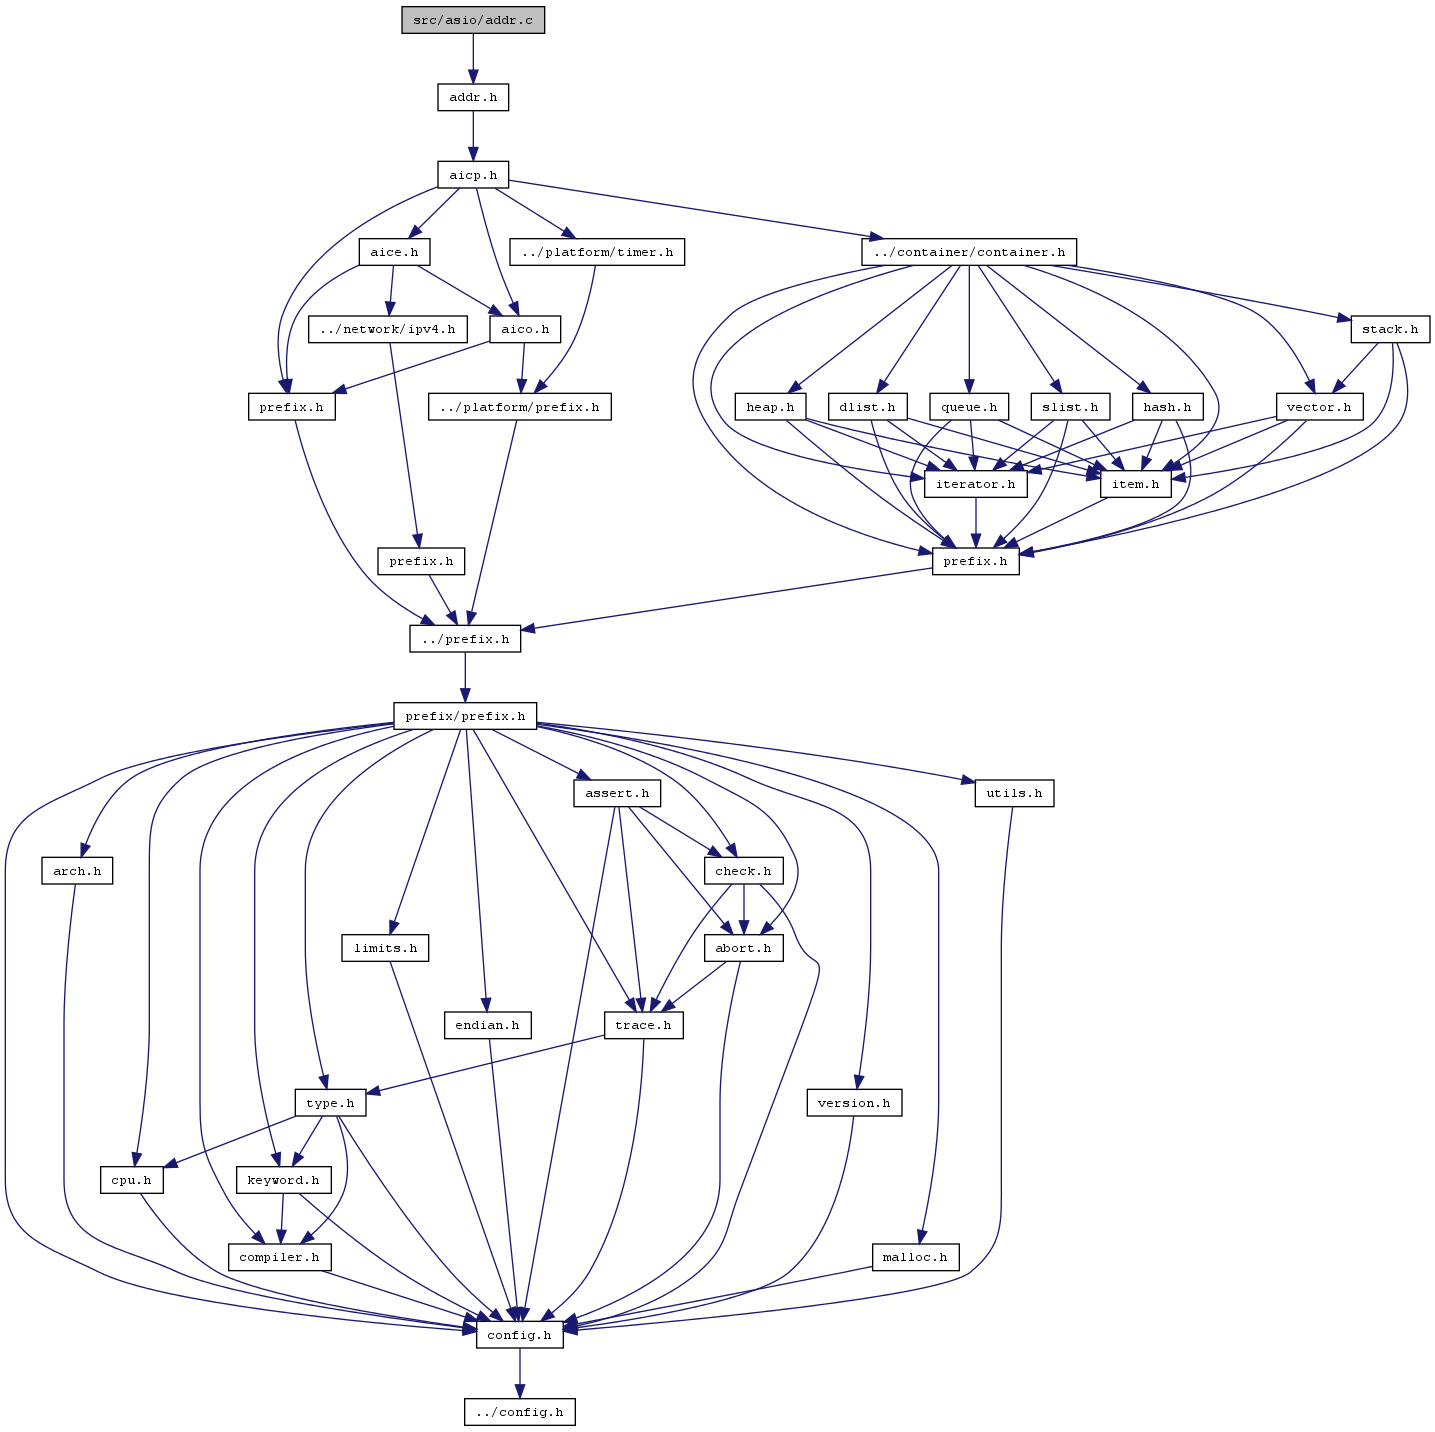 src/asio/addr.c
addr.h
aicp.h
aice.h
../platform/timer.h
../container/container.h
../network/ipv4.h
aico.h
stack.h
prefix.h
../platform/prefix.h
heap.h
dlist.h
queue.h
slist.h
hash.h
vector.h
iterator.h
item.h
prefix.h
prefix.h
../prefix.h
prefix/prefix.h
assert.h
utils.h
arch.h
check.h
limits.h
abort.h
endian.h
trace.h
type.h
version.h
cpu.h
keyword.h
compiler.h
malloc.h
config.h
../config.h